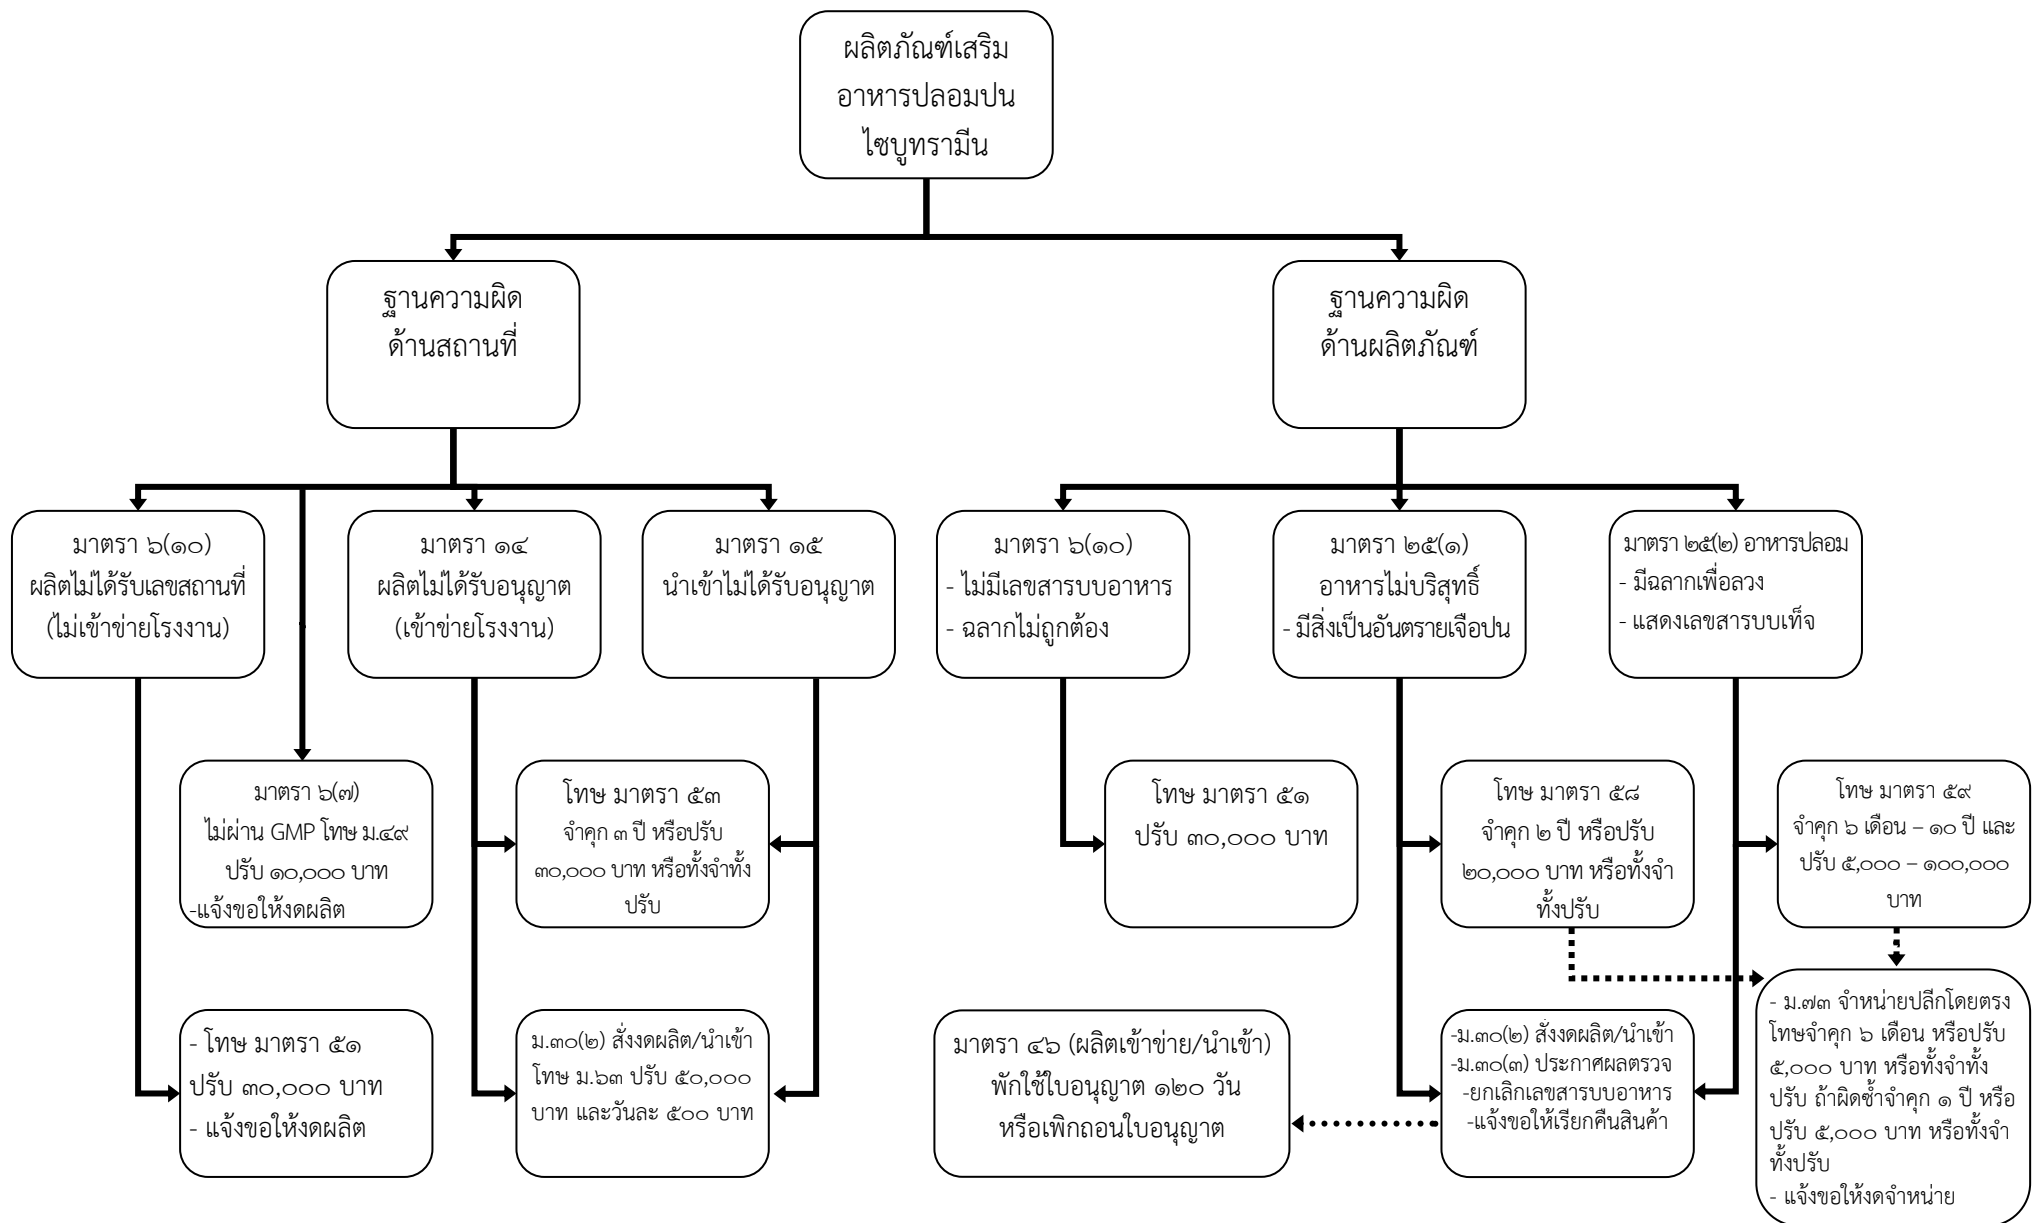 ผลิตภัณฑ์เสริม
อาหารปลอมปน
ไซบูทรามีน
ฐานความผิด
ด้านสถานที่
ฐานความผิด
ด้านผลิตภัณฑ์
มาตรา ๖(๑๐)
ผลิตไม่ได้รับเลขสถานที่
(ไม่เข้าข่ายโรงงาน)
มาตรา ๑๔
ผลิตไม่ได้รับอนุญาต
(เข้าข่ายโรงงาน)
มาตรา ๑๕
นำเข้าไม่ได้รับอนุญาต
มาตรา ๖(๑๐)
- ไม่มีเลขสารบบอาหาร
- ฉลากไม่ถูกต้อง
มาตรา ๒๕(๑)
อาหารไม่บริสุทธิ์
- มีสิ่งเป็นอันตรายเจือปน
มาตรา ๒๕(๒) อาหารปลอม
- มีฉลากเพื่อลวง
- แสดงเลขสารบบเท็จ
มาตรา ๖(๗)
ไม่ผ่าน GMP โทษ ม.๔๙
ปรับ ๑๐,๐๐๐ บาท
-แจ้งขอให้งดผลิต
โทษ มาตรา ๕๓
จำคุก ๓ ปี หรือปรับ
๓๐,๐๐๐ บาท หรือทั้งจำทั้ง
ปรับ
โทษ มาตรา ๕๑
ปรับ ๓๐,๐๐๐ บาท
โทษ มาตรา ๕๘
จำคุก ๒ ปี หรือปรับ
๒๐,๐๐๐ บาท หรือทั้งจำ
ทั้งปรับ
โทษ มาตรา ๕๙
จำคุก ๖ เดือน – ๑๐ ปี และ
ปรับ ๕,๐๐๐ – ๑๐๐,๐๐๐
บาท
- โทษ มาตรา ๕๑
ปรับ ๓๐,๐๐๐ บาท
- แจ้งขอให้งดผลิต
ม.๓๐(๒) สั่งงดผลิต/นำเข้า
โทษ ม.๖๓ ปรับ ๕๐,๐๐๐
บาท และวันละ ๕๐๐ บาท
มาตรา ๔๖ (ผลิตเข้าข่าย/นำเข้า)
พักใช้ใบอนุญาต ๑๒๐ วัน
หรือเพิกถอนใบอนุญาต
-ม.๓๐(๒) สั่งงดผลิต/นำเข้า
-ม.๓๐(๓) ประกาศผลตรวจ
-ยกเลิกเลขสารบบอาหาร
-แจ้งขอให้เรียกคืนสินค้า
- ม.๗๓ จำหน่ายปลีกโดยตรง
โทษจำคุก ๖ เดือน หรือปรับ
๕,๐๐๐ บาท หรือทั้งจำทั้ง
ปรับ ถ้าผิดซ้ำจำคุก ๑ ปี หรือ
ปรับ ๕,๐๐๐ บาท หรือทั้งจำ
ทั้งปรับ
- แจ้งขอให้งดจำหน่าย